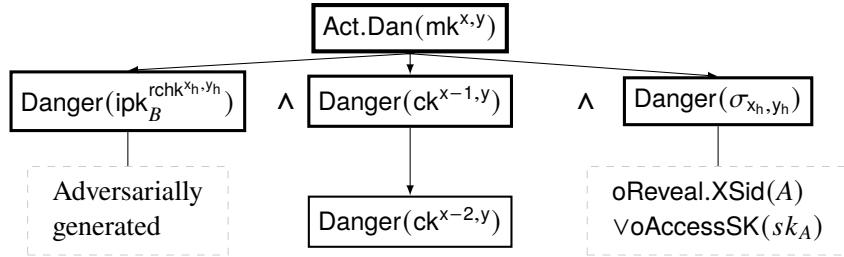 Act.Dan(mk^{x,y})
Danger(ipk_B^{rchk^{x_h,y_h}}) ∧ Danger(ck^{x−1,y}) ∧ Danger(σ_{x_h,y_h})
Adversarially
generated
Danger(ck^{x−2,y})
oReveal.XSid(A)
∨oAccessSK(sk_A)